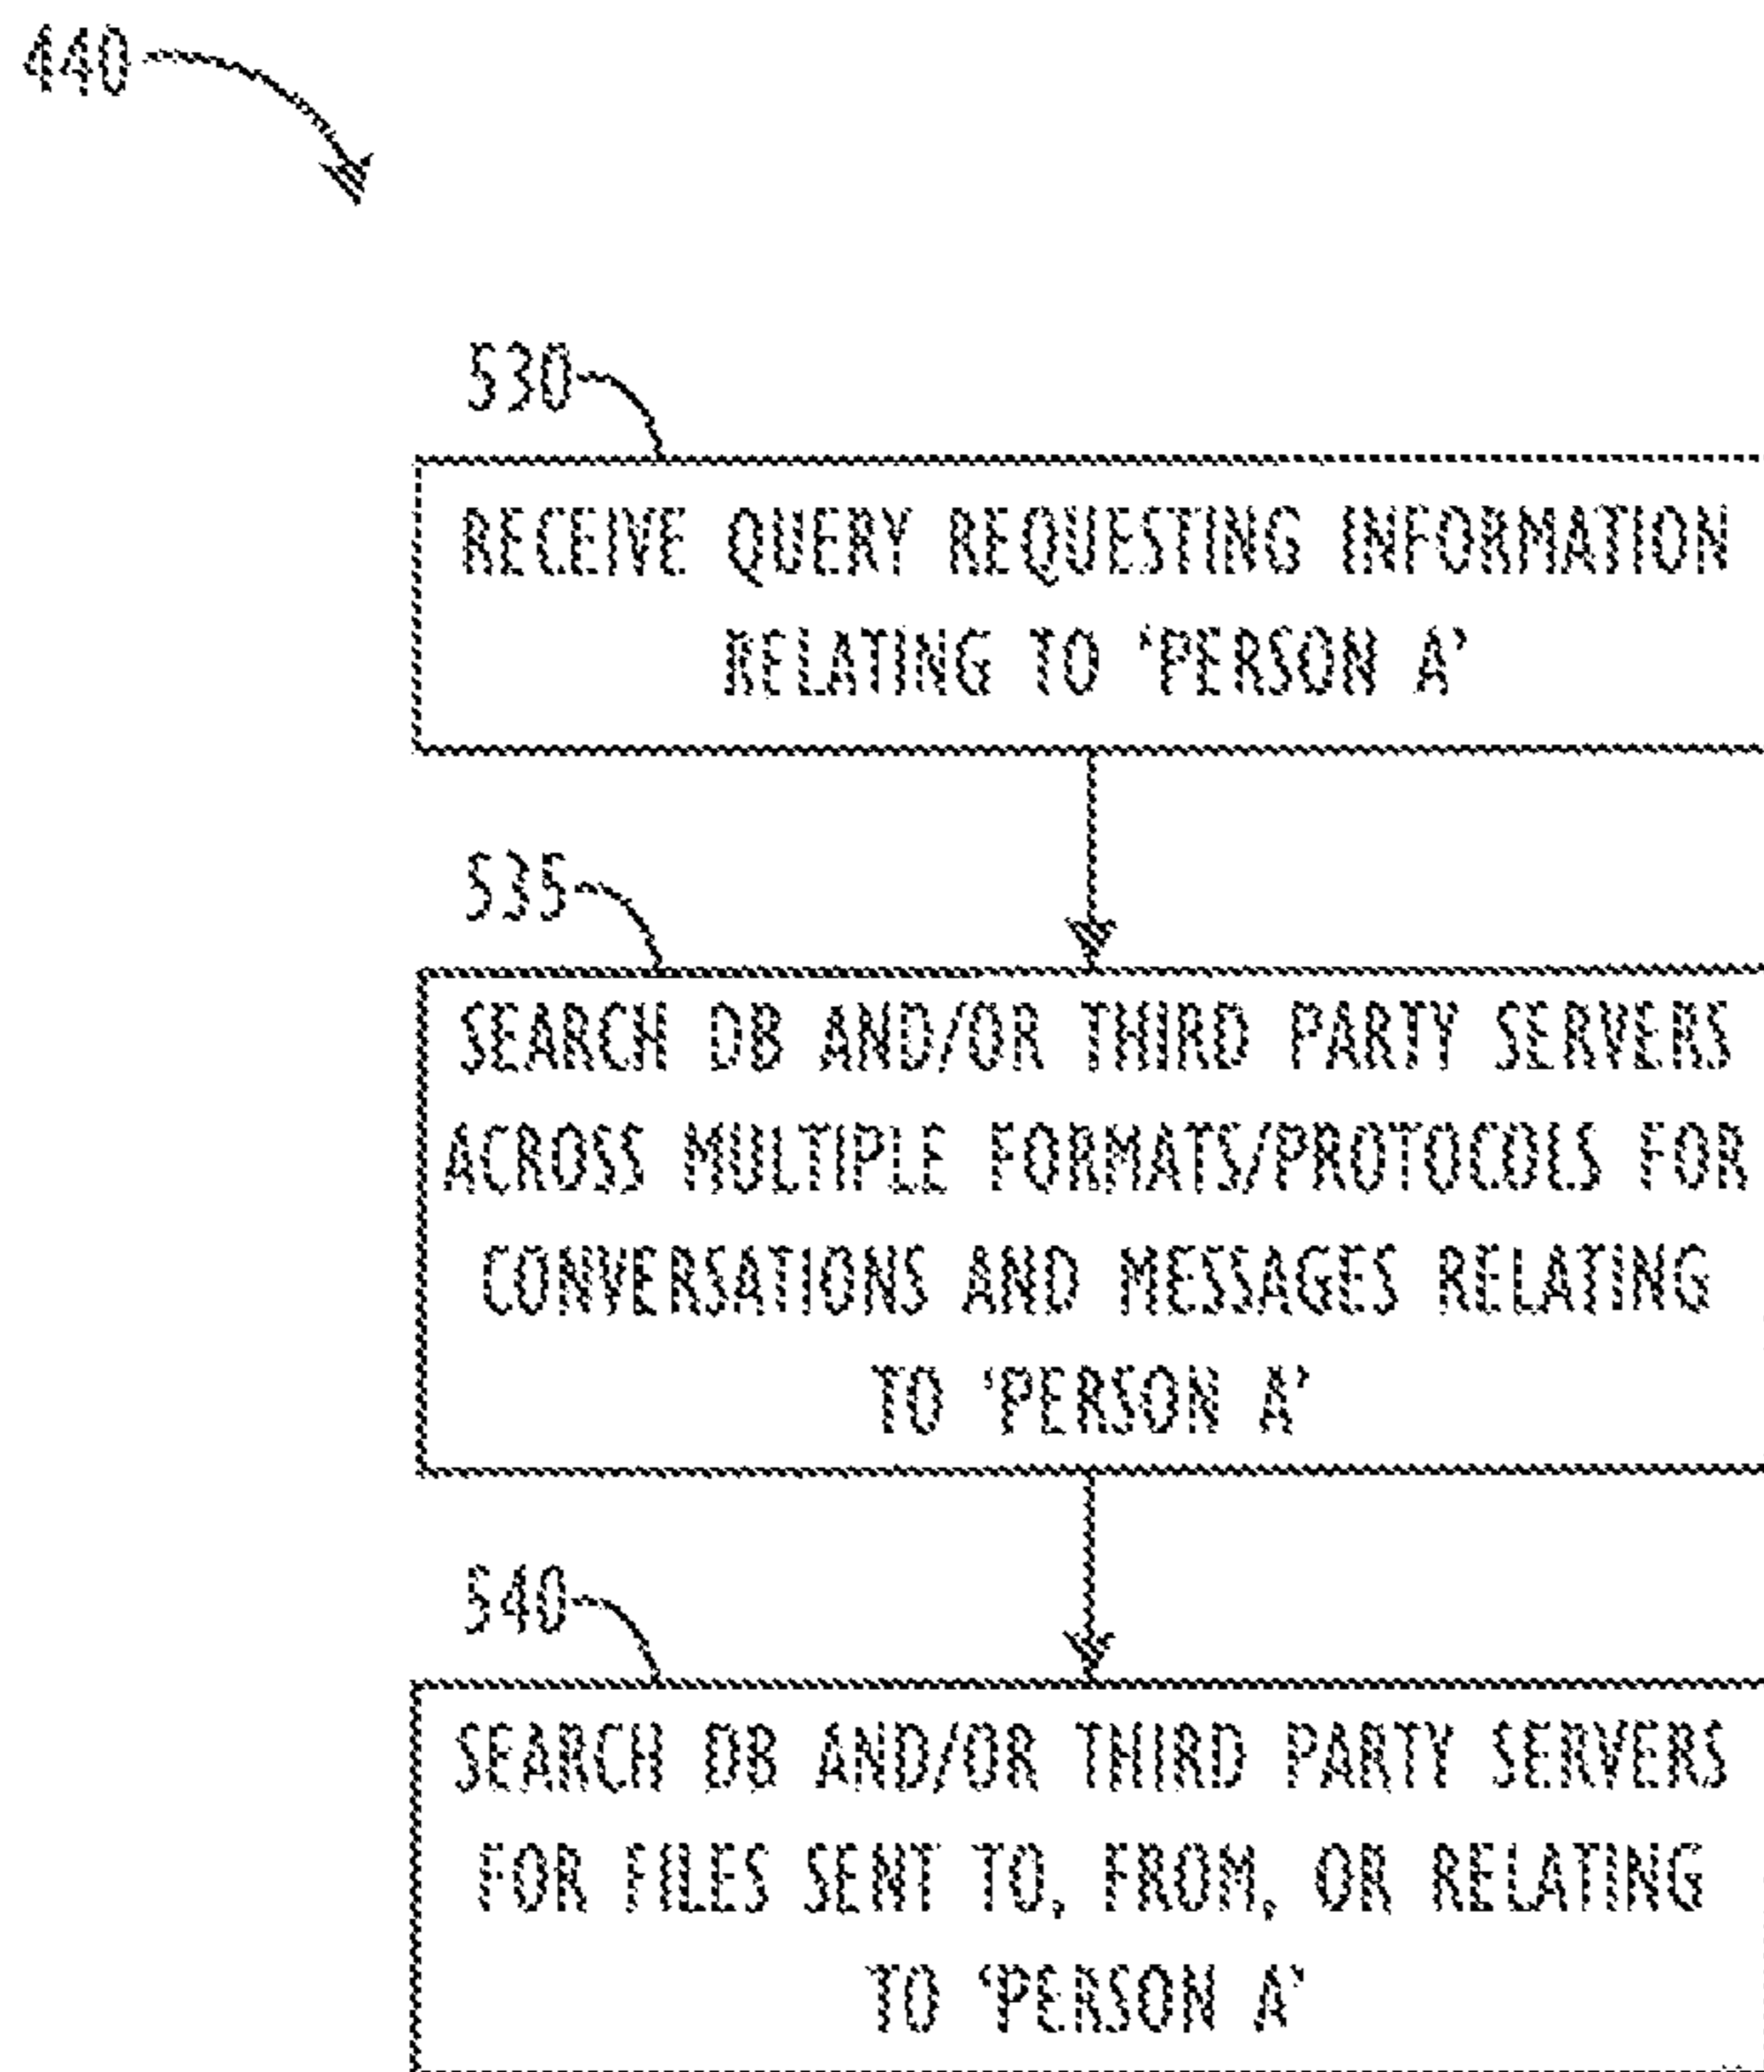 440
530
RECEIVE QUERY REQUESTING INFORMATION
RELATING TO 'PERSON A'
535
SEARCH DB AND/OR THIRD PARTY SERVERS
ACROSS MULTIPLE FORMATS/PROTOCOLS FOR
CONVERSATIONS AND MESSAGES RELATING
TO 'PERSON A'
540
SEARCH DB AND/OR THIRD PARTY SERVERS
FOR FILES SENT TO, FROM, OR RELATING
TO 'PERSON A'